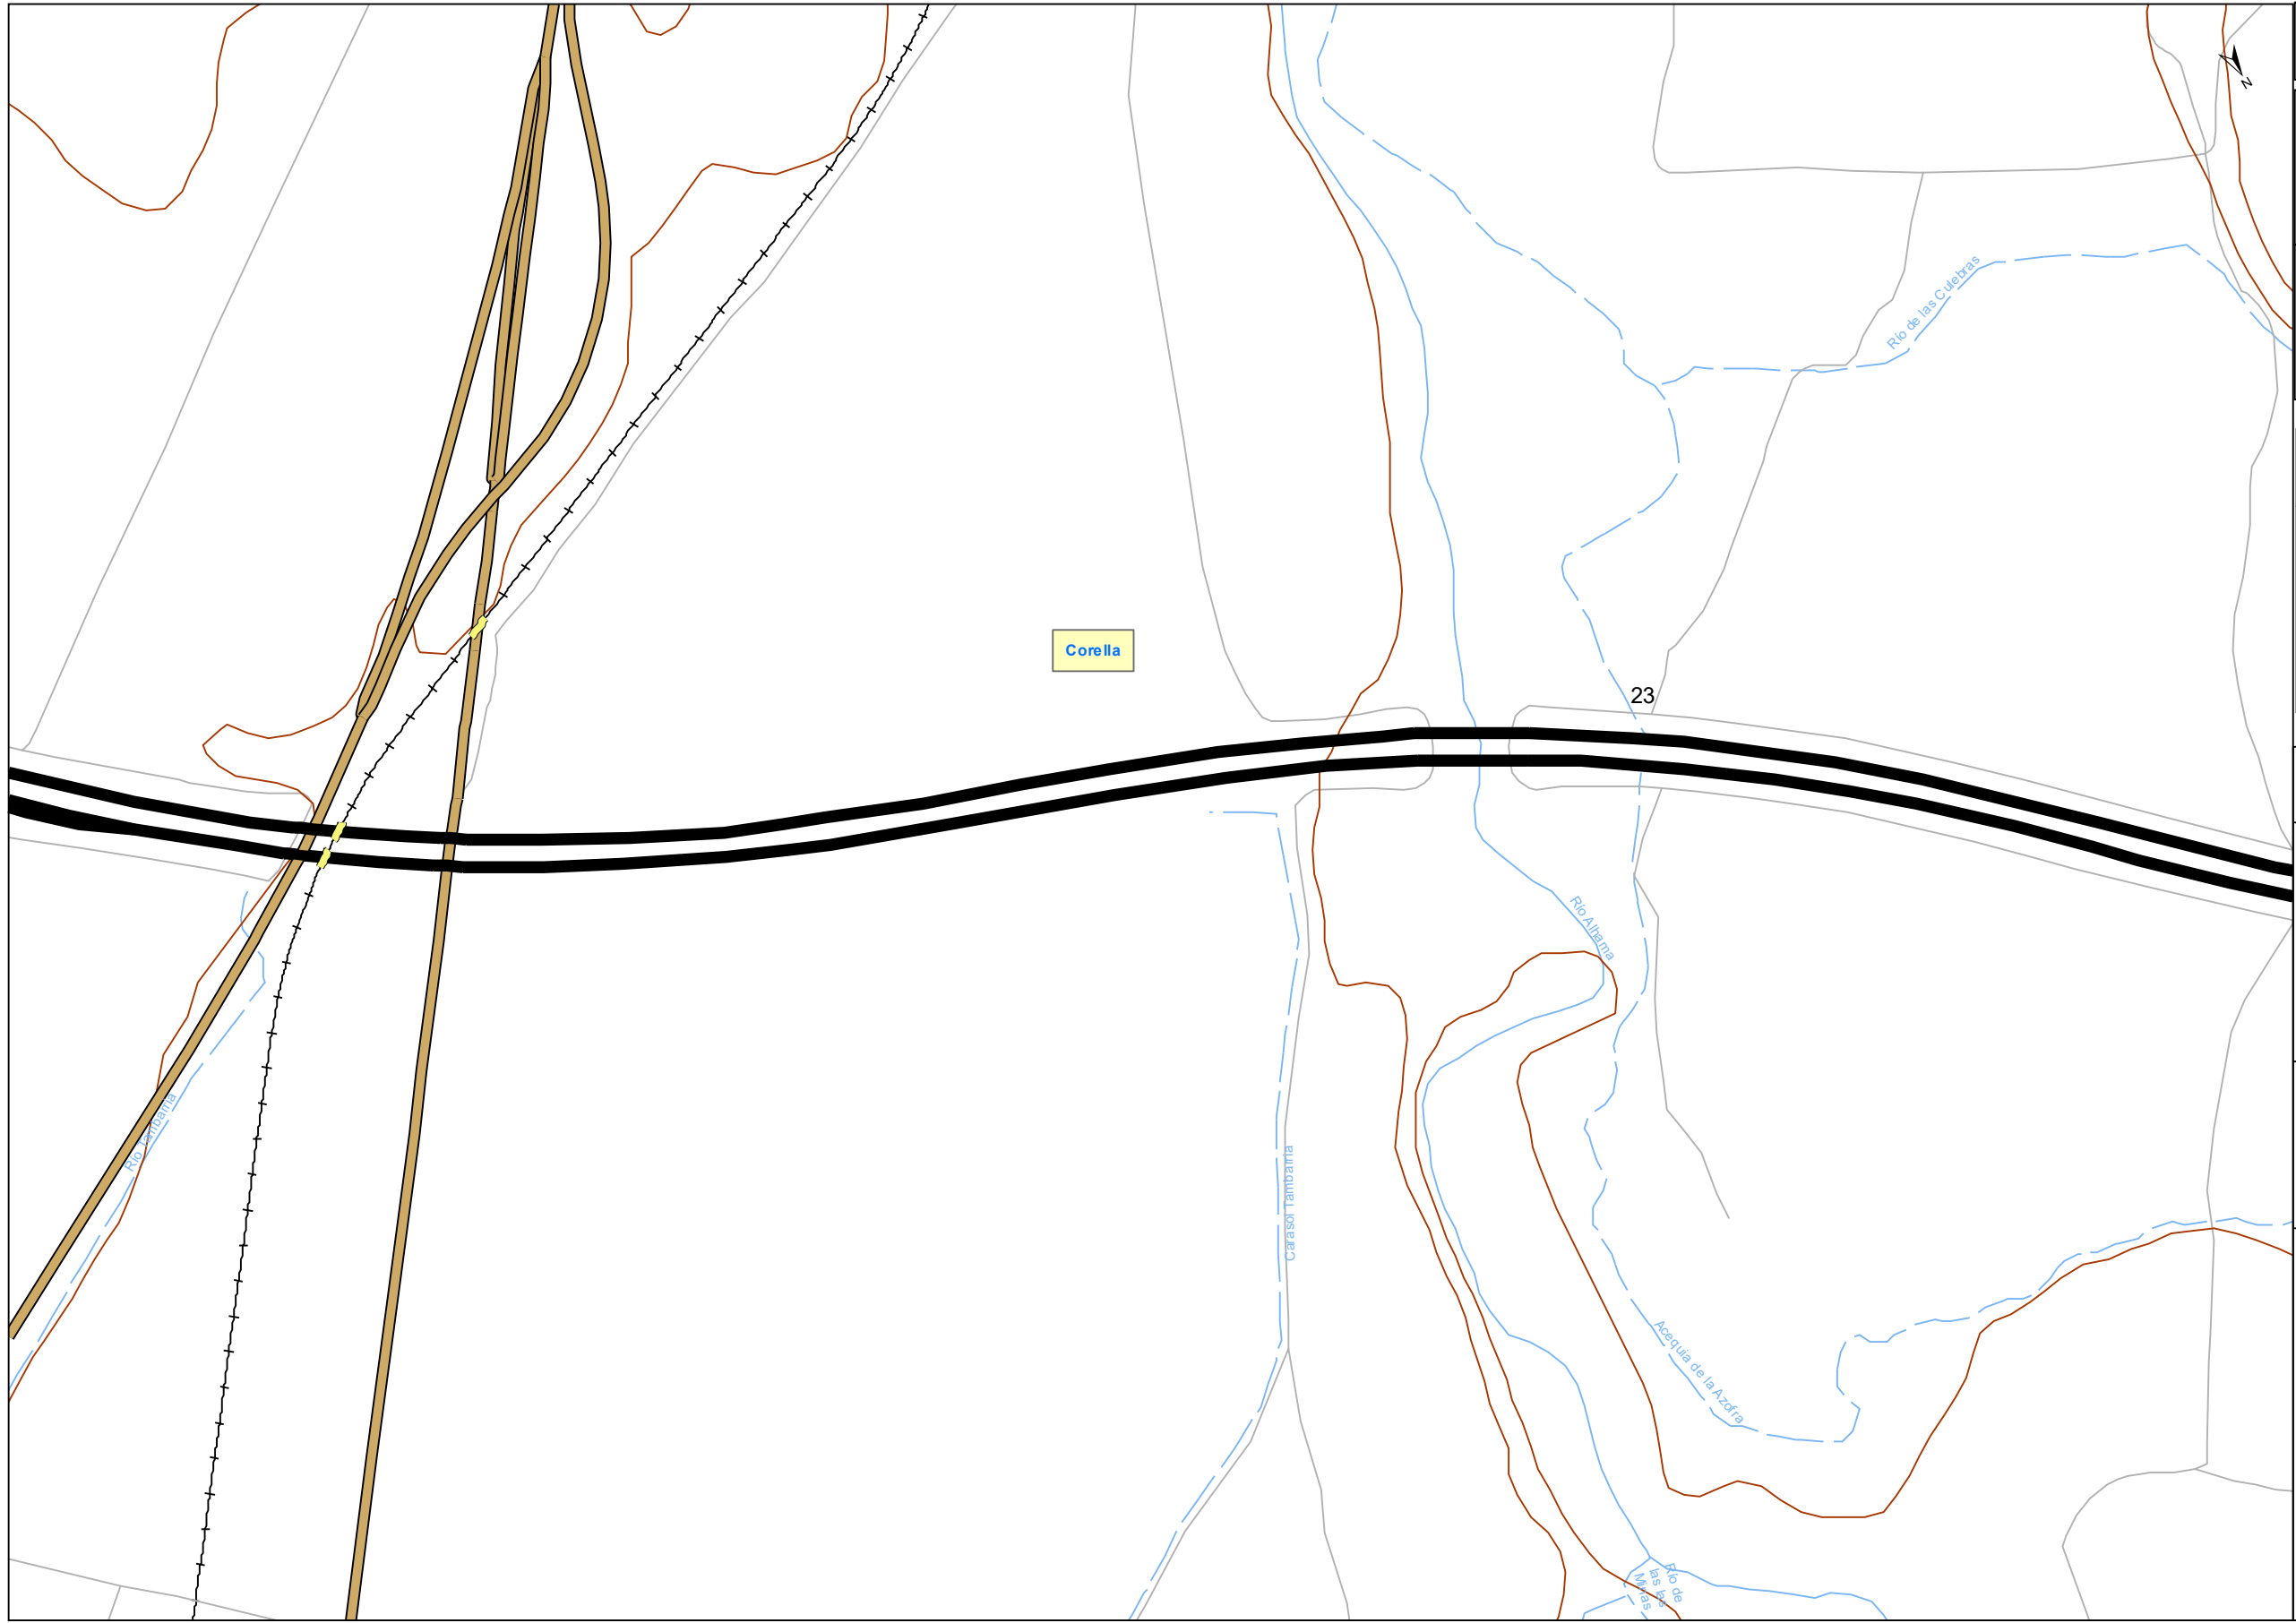 N
Río de las Culebras
Corella
23
Río Alhama
Río Tambarria
Carasol Tambarria
Acequia de la Azofra
Río de
las las
Minas